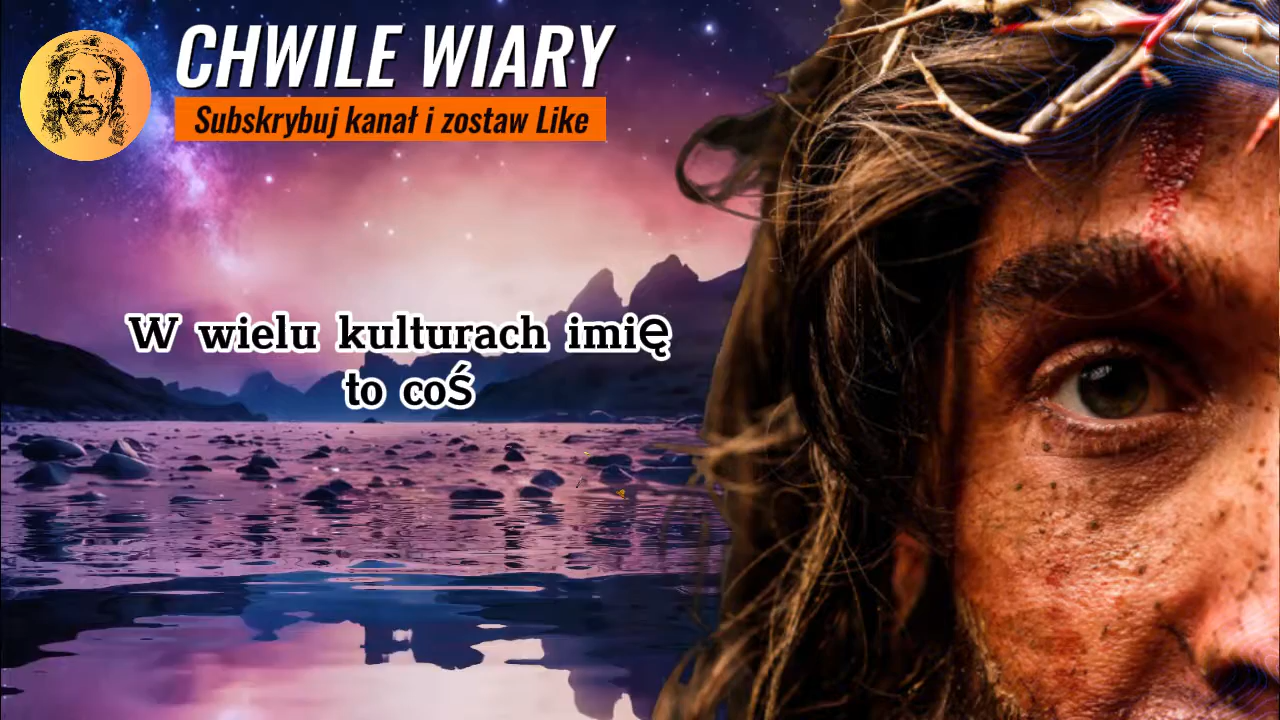 CHWILE WIARY
Subskrybuj kanał i zostaw Like
W wielu kulturach imię
to coś